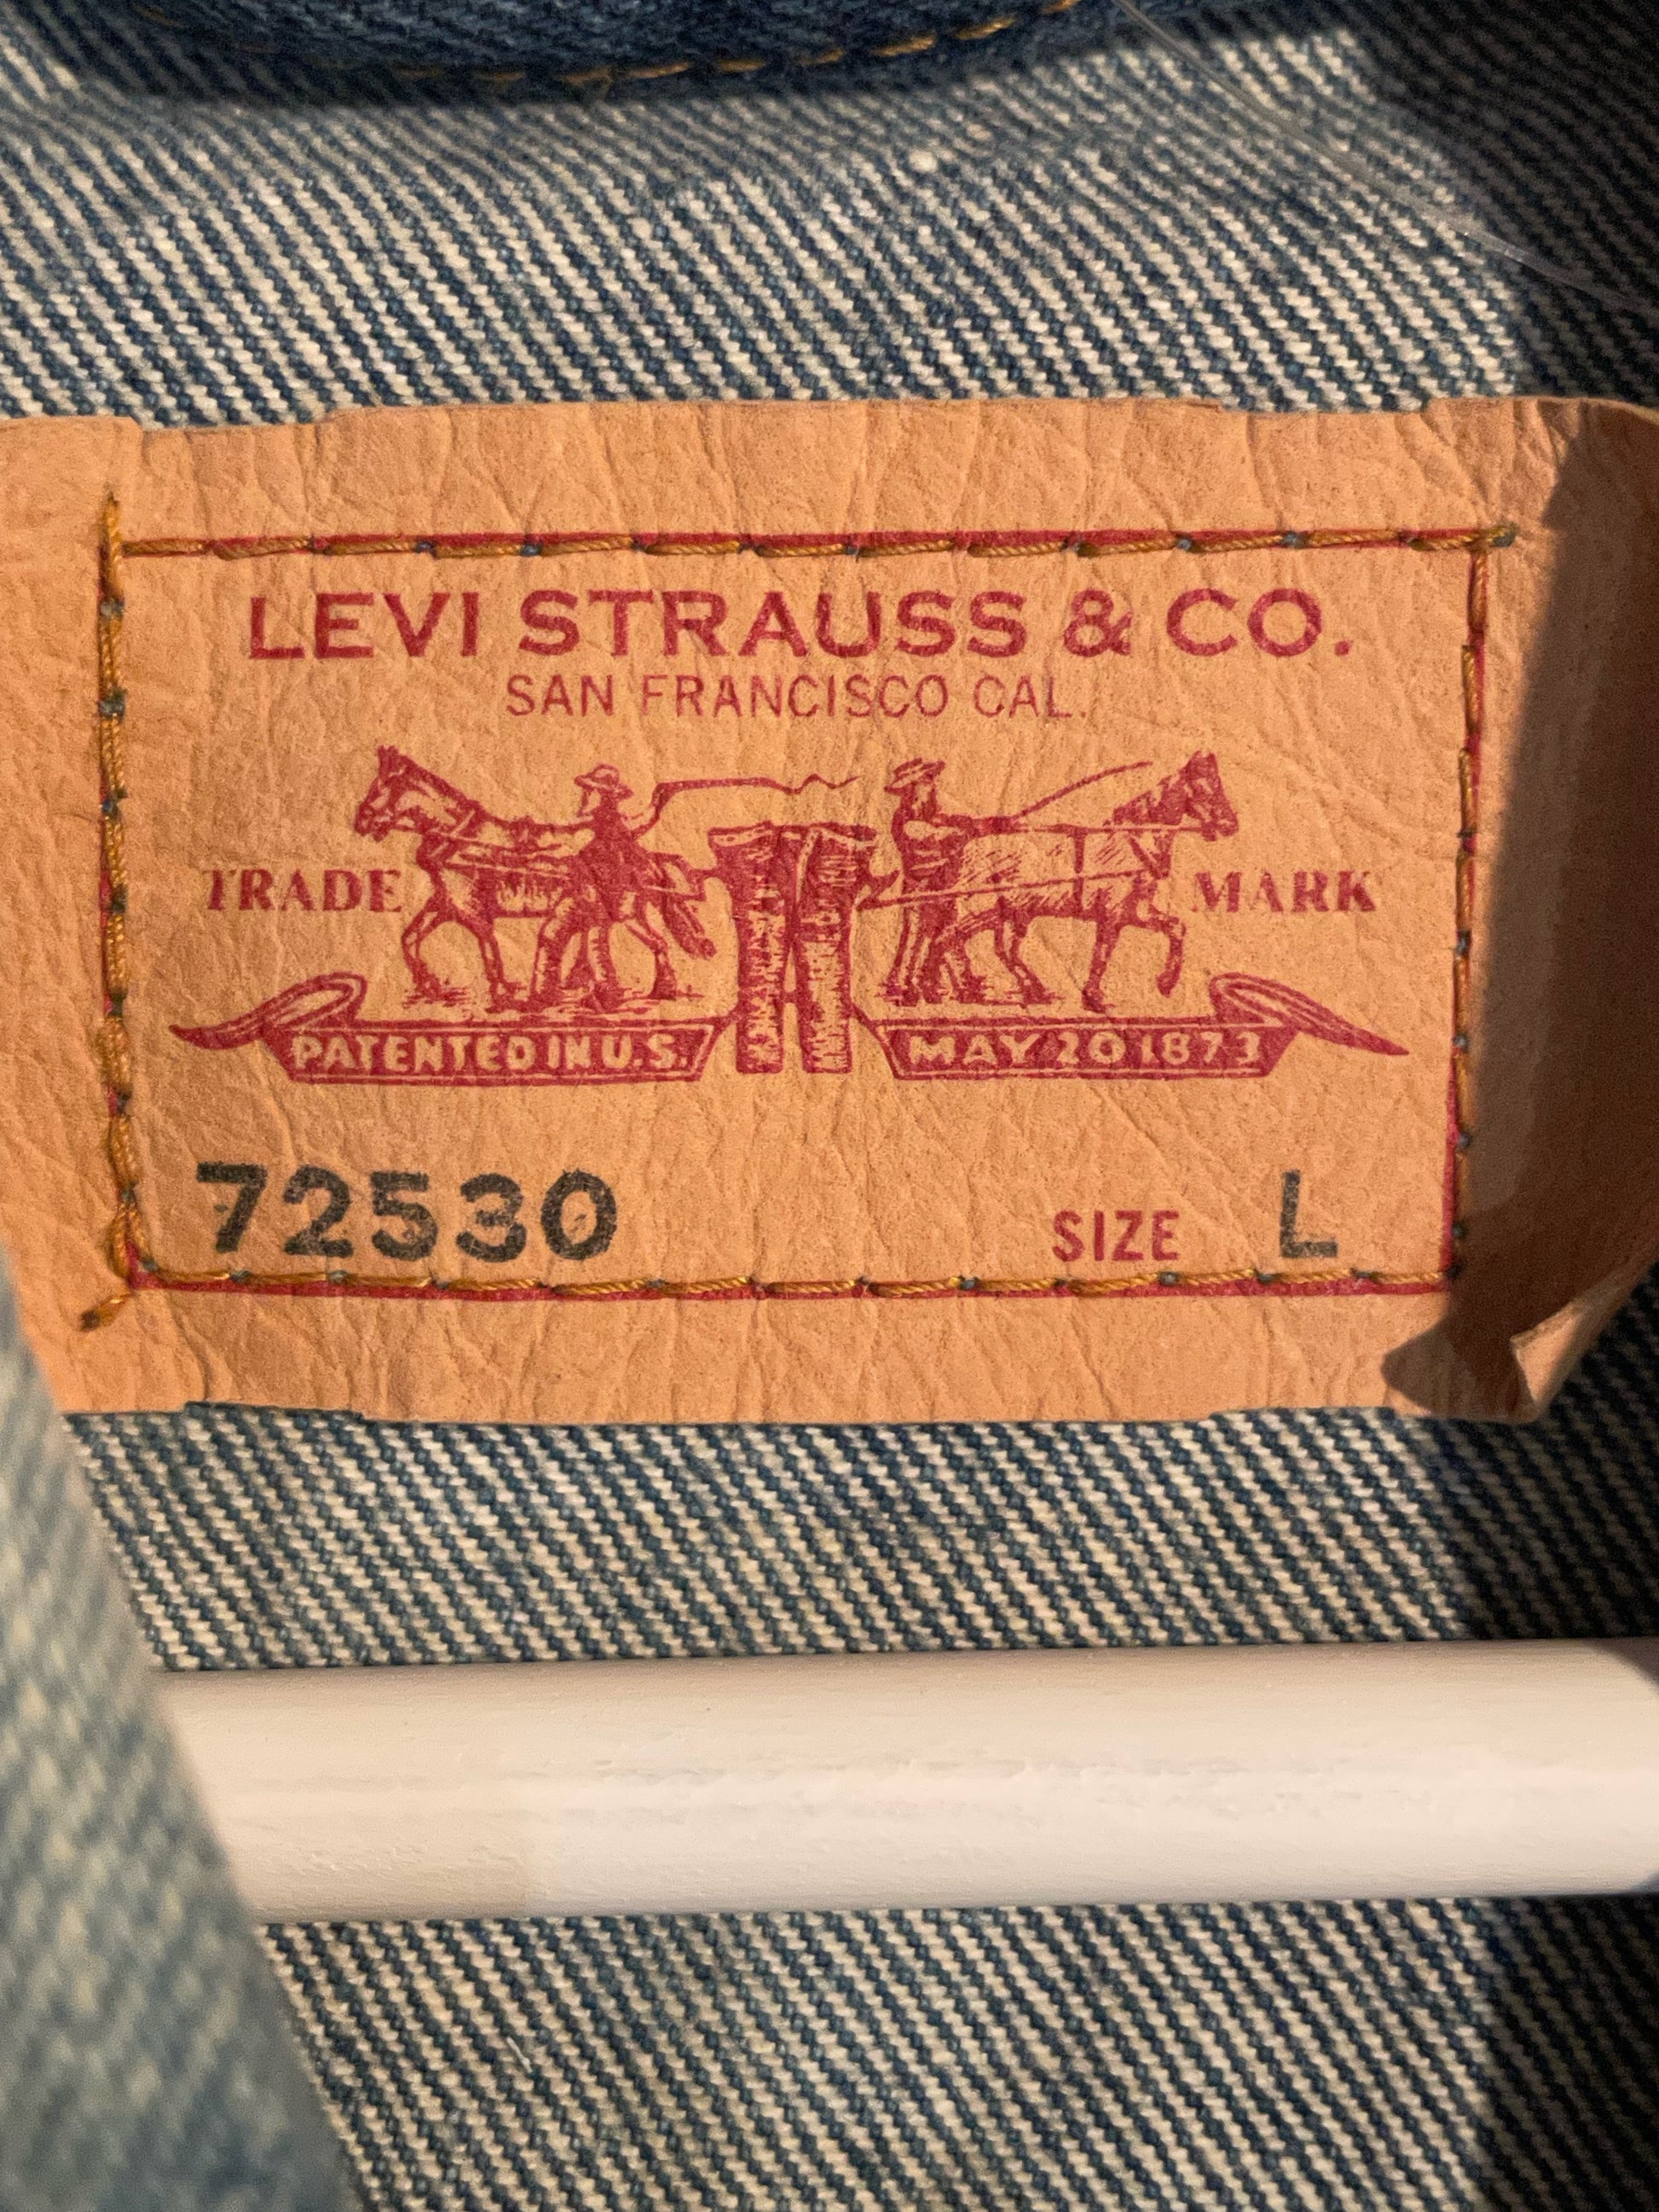 LEVI STRAUSS & CO.
SAN FRANCISCO CAL.
TRADE MARK
PATENTED IN U.S. MAY 20 1873
72530 SIZE L